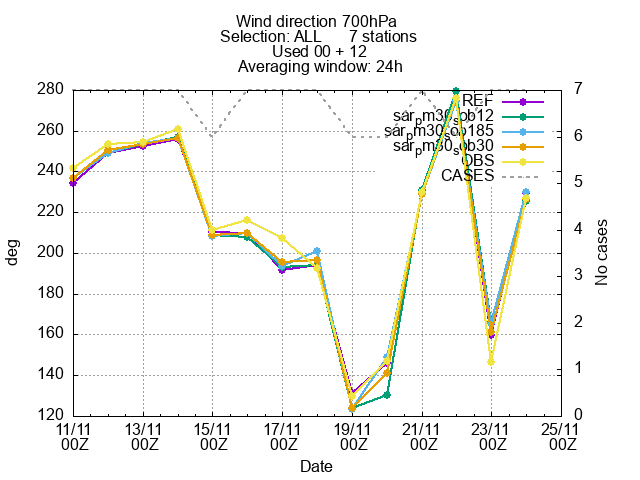 Wind direction 700hPa
Selection: ALL 7 stations
Used 00 + 12
Averaging window: 24h
280
260
240
220
200
180
160
140
120
deg
7
6
5
4
3
2
1
0
No cases
REF
sar_pm30_sob12
sar_pm30_sob185
sar_pm30_sob30
OBS
CASES
11/11 13/11 15/11 17/11 19/11 21/11 23/11 25/11
00Z 00Z 00Z 00Z 00Z 00Z 00Z 00Z
Date